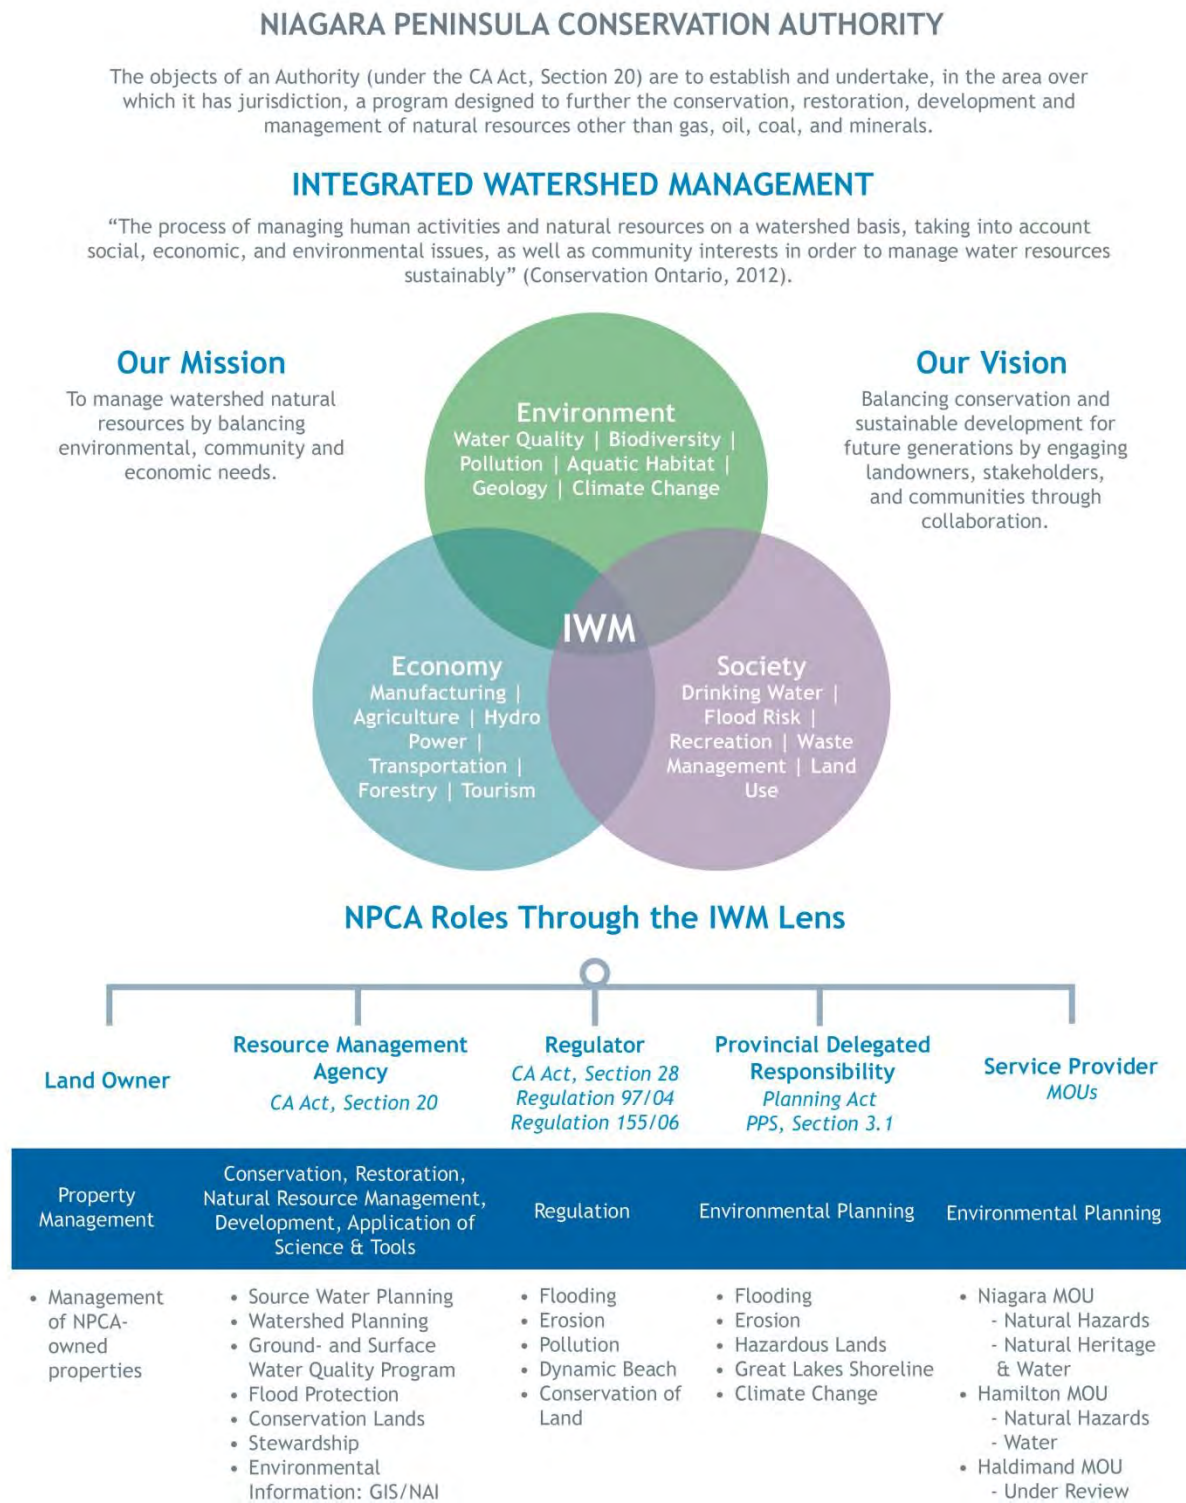 NIAGARA PENINSULA CONSERVATION AUTHORITY
The objects of an Authority (under the CA Act, Section 20) are to establish and undertake, in the area over
which it has jurisdiction, a program designed to further the conservation, restoration, development and
management of natural resources other than gas, oil, coal, and minerals.
INTEGRATED WATERSHED MANAGEMENT
“The process of managing human activities and natural resources on a watershed basis, taking into account
social, economic, and environmental issues, as well as community interests in order to manage water resources
sustainably” (Conservation Ontario, 2012).
Our Mission
To manage watershed natural
resources by balancing
environmental, community and
economic needs.
Environment
Water Quality | Biodiversity |
Pollution | Aquatic Habitat |
Geology | Climate Change
Our Vision
Balancing conservation and
sustainable development for
future generations by engaging
landowners, stakeholders,
and communities through
collaboration.
IWM
Economy
Manufacturing |
Agriculture | Hydro
Power |
Transportation |
Forestry | Tourism
Society
Drinking Water |
Flood Risk |
Recreation | Waste
Management | Land
Use
NPCA Roles Through the IWM Lens
Land Owner
Resource Management
Agency
CA Act, Section 20
Regulator
CA Act, Section 28
Regulation 97/04
Regulation 155/06
Provincial Delegated
Responsibility
Planning Act
PPS, Section 3.1
Service Provider
MOUs
Property
Management
Conservation, Restoration,
Natural Resource Management,
Development, Application of
Science & Tools
Regulation
Environmental Planning
Environmental Planning
• Management
of NPCA-
owned
properties
• Source Water Planning
• Watershed Planning
• Ground- and Surface
Water Quality Program
• Flood Protection
• Conservation Lands
• Stewardship
• Environmental
Information: GIS/NAI
• Flooding
• Erosion
• Pollution
• Dynamic Beach
• Conservation of
Land
• Flooding
• Erosion
• Hazardous Lands
• Great Lakes Shoreline
• Climate Change
• Niagara MOU
- Natural Hazards
- Natural Heritage
& Water
• Hamilton MOU
- Natural Hazards
- Water
• Haldimand MOU
- Under Review